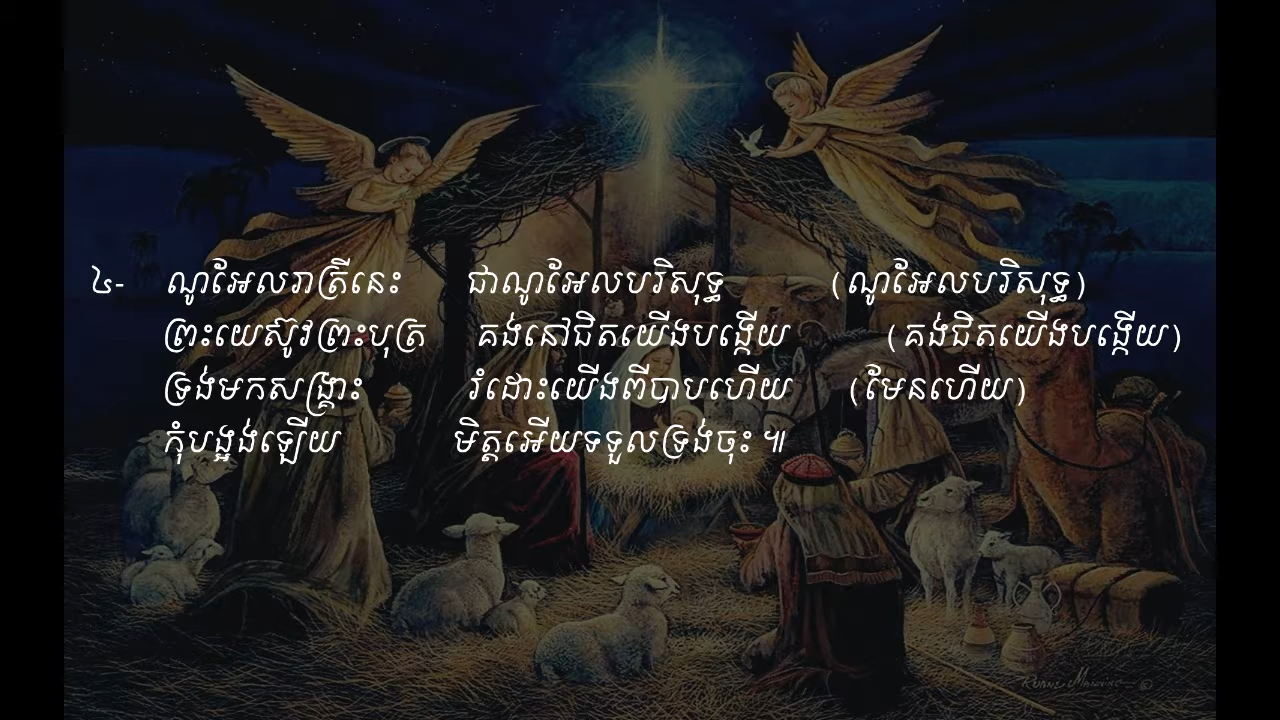 ៤- ណូអែលរាត្រីនេះ ជាណូអែលបរិសុទ្ធ (ណូអែលបរិសុទ្ធ)
ព្រះយេស៊ូវព្រះបុត្រ គង់នៅជិតយើងបង្កើយ (គង់ជិតយើងបង្កើយ)
ទ្រង់មកសង្គ្រោះ រំដោះយើងពីបាបហើយ (មែនហើយ)
កុំបង្អង់ឡើយ មិត្តអើយទទួលទ្រង់ចុះ ៕